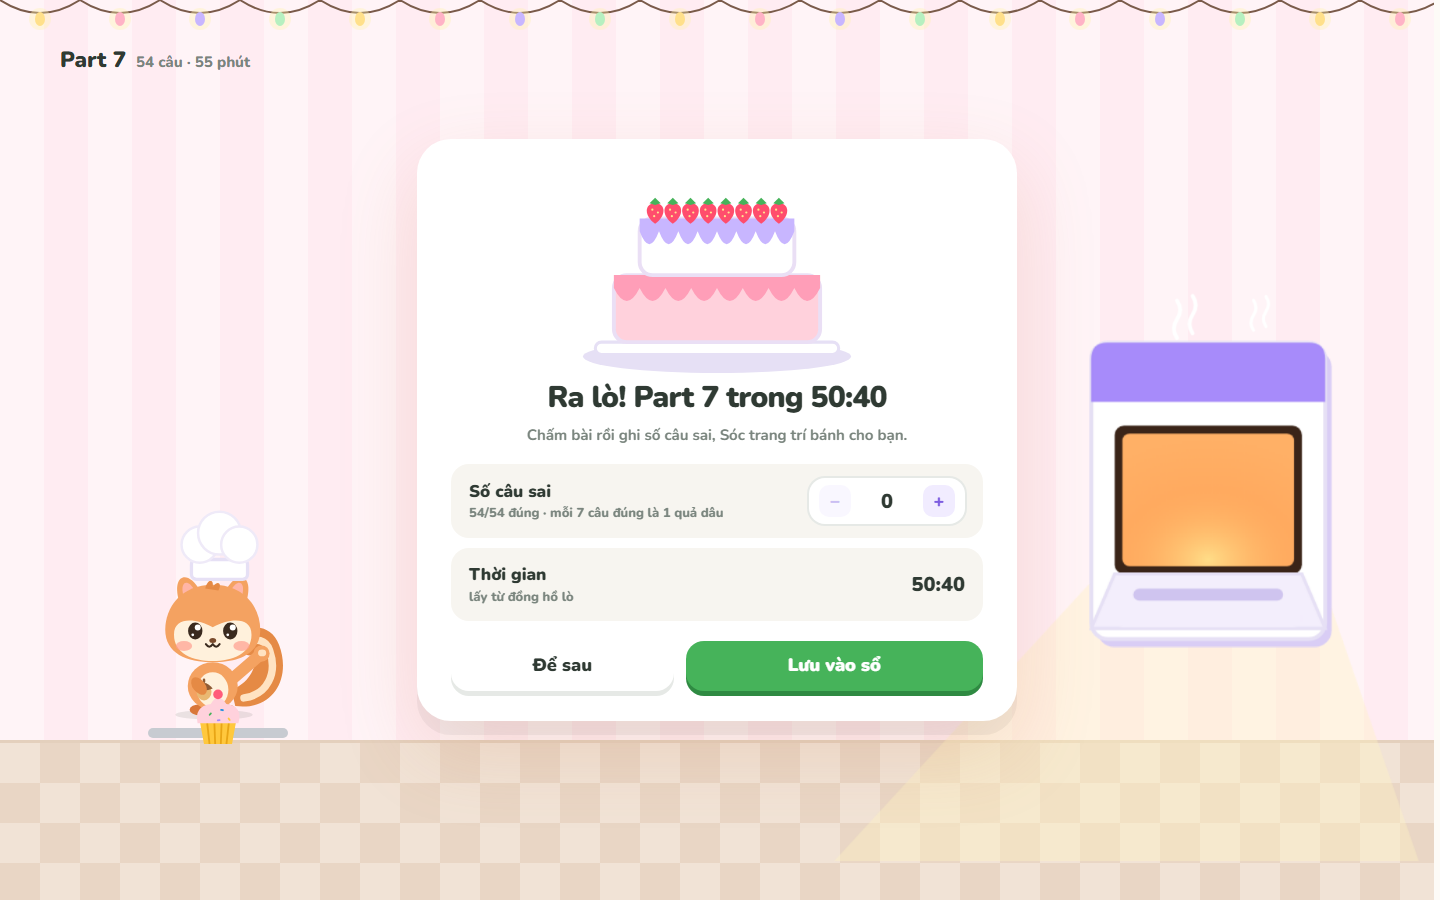 Part 7 54 câu · 55 phút
Ra lò! Part 7 trong 50:40
Chấm bài rồi ghi số câu sai, Sóc trang trí bánh cho bạn.
Số câu sai
54/54 đúng · mỗi 7 câu đúng là 1 quả dâu
− 0 +
Thời gian
lấy từ đồng hồ lò
50:40
Để sau
Lưu vào sổ